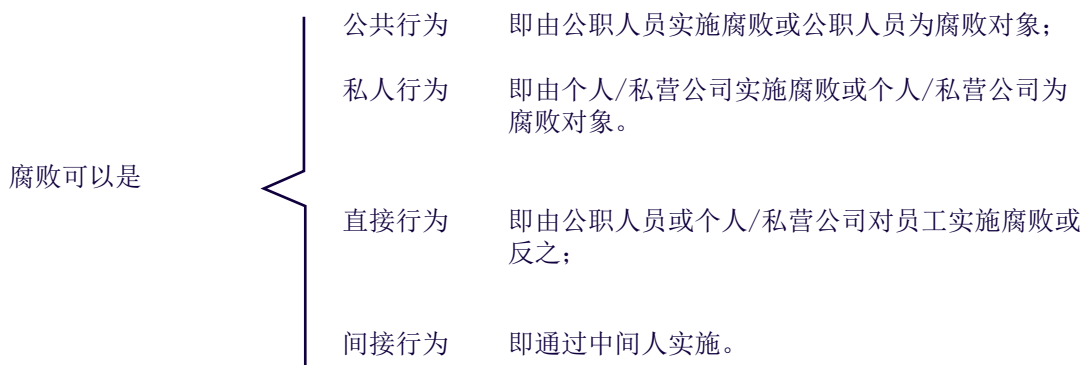 公共行为 即由公职人员实施腐败或公职人员为腐败对象;
私人行为 即由个人/私营公司实施腐败或个人/私营公司为
腐败对象。
腐败可以是
直接行为 即由公职人员或个人/私营公司对员工实施腐败或
反之;
间接行为 即通过中间人实施。